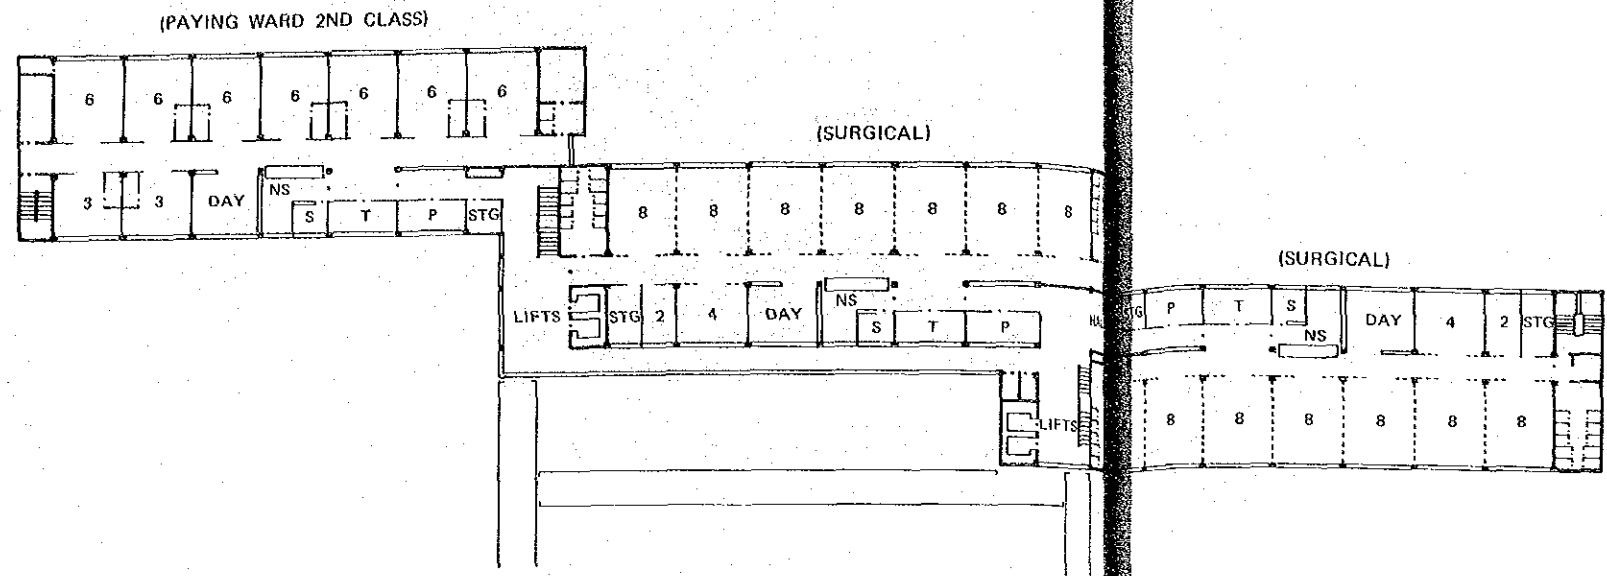 (PAYING WARD 2ND CLASS)
6 6 6 6 6 6 6
3 3 DAY NS S T P STG
(SURGICAL)
8 8 8 8 8 8 8
LIFTS STG 2 4 DAY NS S T P
LIFTS
(SURGICAL)
P T S NS DAY 4 2 STG
8 8 8 8 8 8